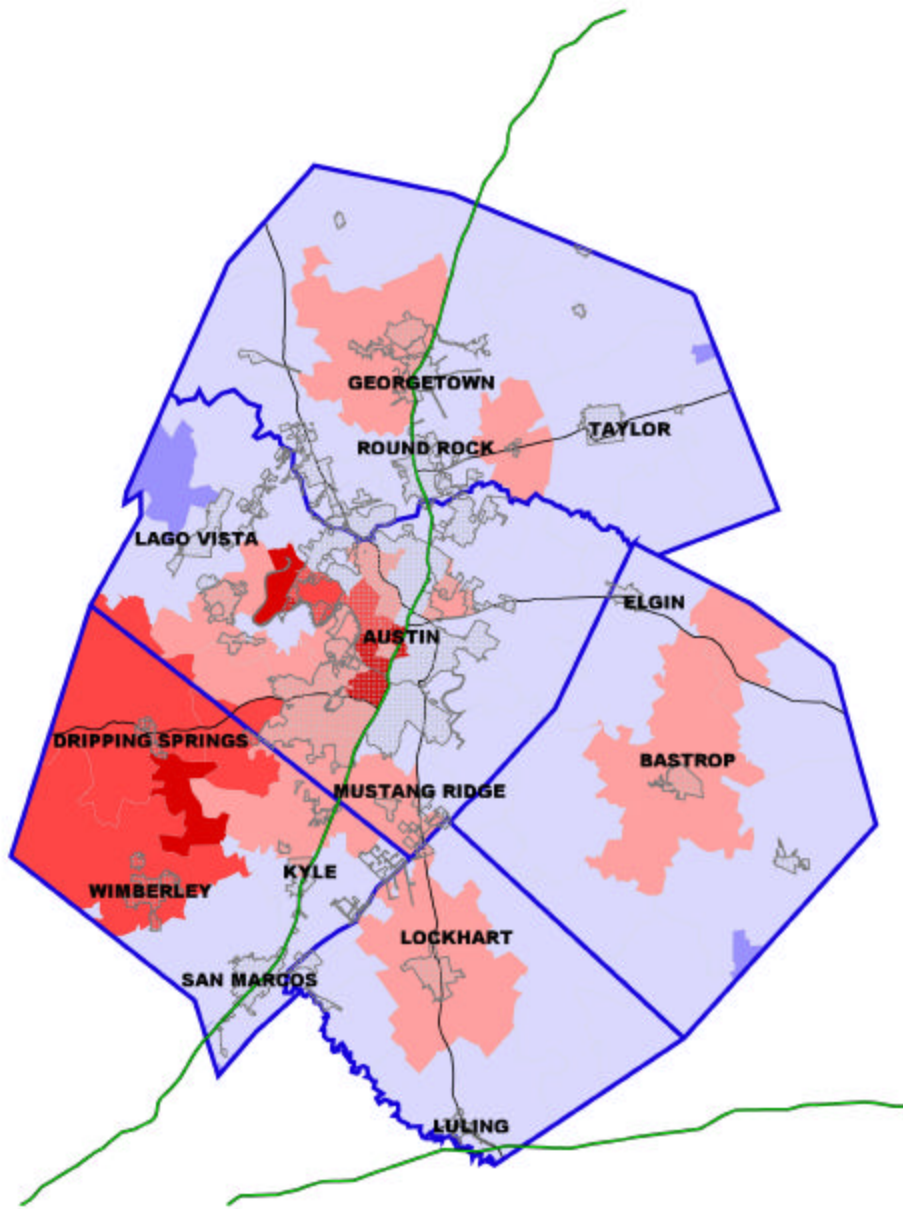 GEORGETOWN
TAYLOR
ROUND ROCK
LAGO VISTA
ELGIN
AUSTIN
DRIPPING SPRINGS
BASTROP
MUSTANG RIDGE
KYLE
WIMBERLEY
LOCKHART
SAN MARCOS
LULING